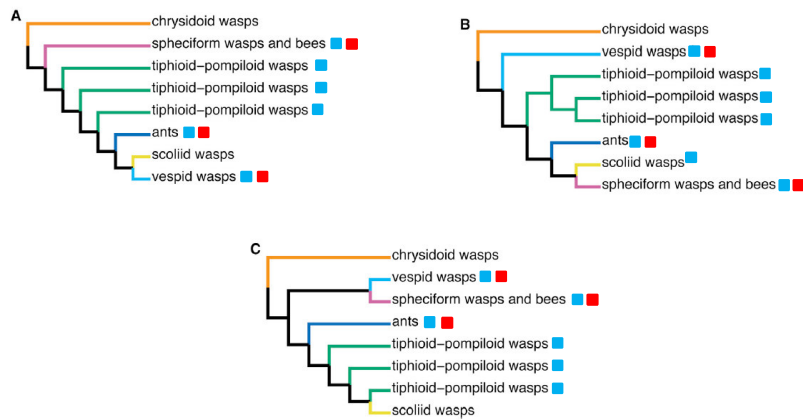 A
chrysidoid wasps
spheciform wasps and bees
tiphioid–pompiloid wasps
tiphioid–pompiloid wasps
tiphioid–pompiloid wasps
ants
scoliid wasps
vespid wasps
B
chrysidoid wasps
vespid wasps
tiphioid–pompiloid wasps
tiphioid–pompiloid wasps
tiphioid–pompiloid wasps
ants
scoliid wasps
spheciform wasps and bees
C
chrysidoid wasps
vespid wasps
spheciform wasps and bees
ants
tiphioid–pompiloid wasps
tiphioid–pompiloid wasps
tiphioid–pompiloid wasps
scoliid wasps